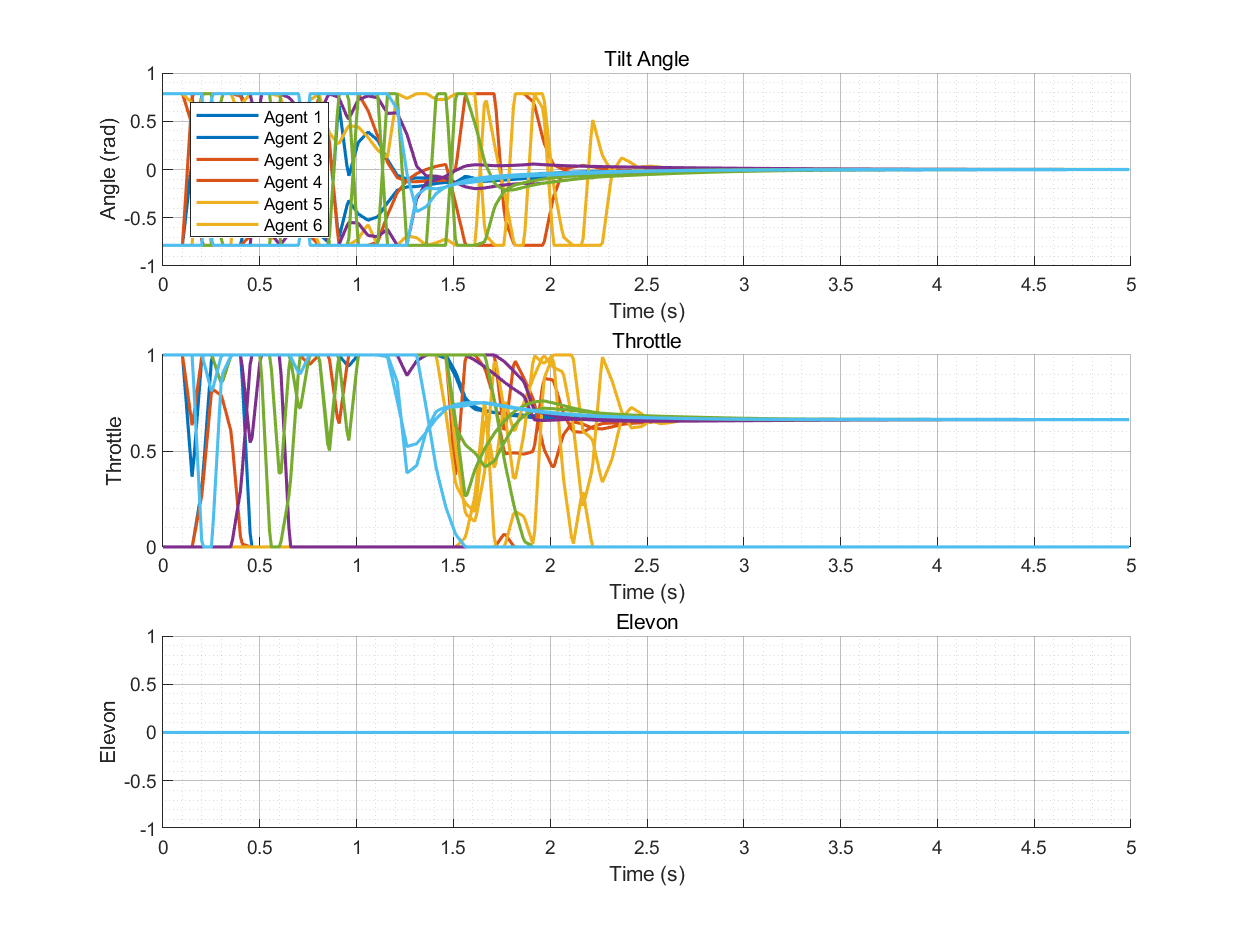 Tilt Angle
1
0.5
0
-0.5
-1
Angle (rad)
Agent 1
Agent 2
Agent 3
Agent 4
Agent 5
Agent 6
0 0.5 1 1.5 2 2.5 3 3.5 4 4.5 5
Time (s)
Throttle
1
0.5
0
Throttle
0 0.5 1 1.5 2 2.5 3 3.5 4 4.5 5
Time (s)
Elevon
1
0.5
0
-0.5
-1
Elevon
0 0.5 1 1.5 2 2.5 3 3.5 4 4.5 5
Time (s)